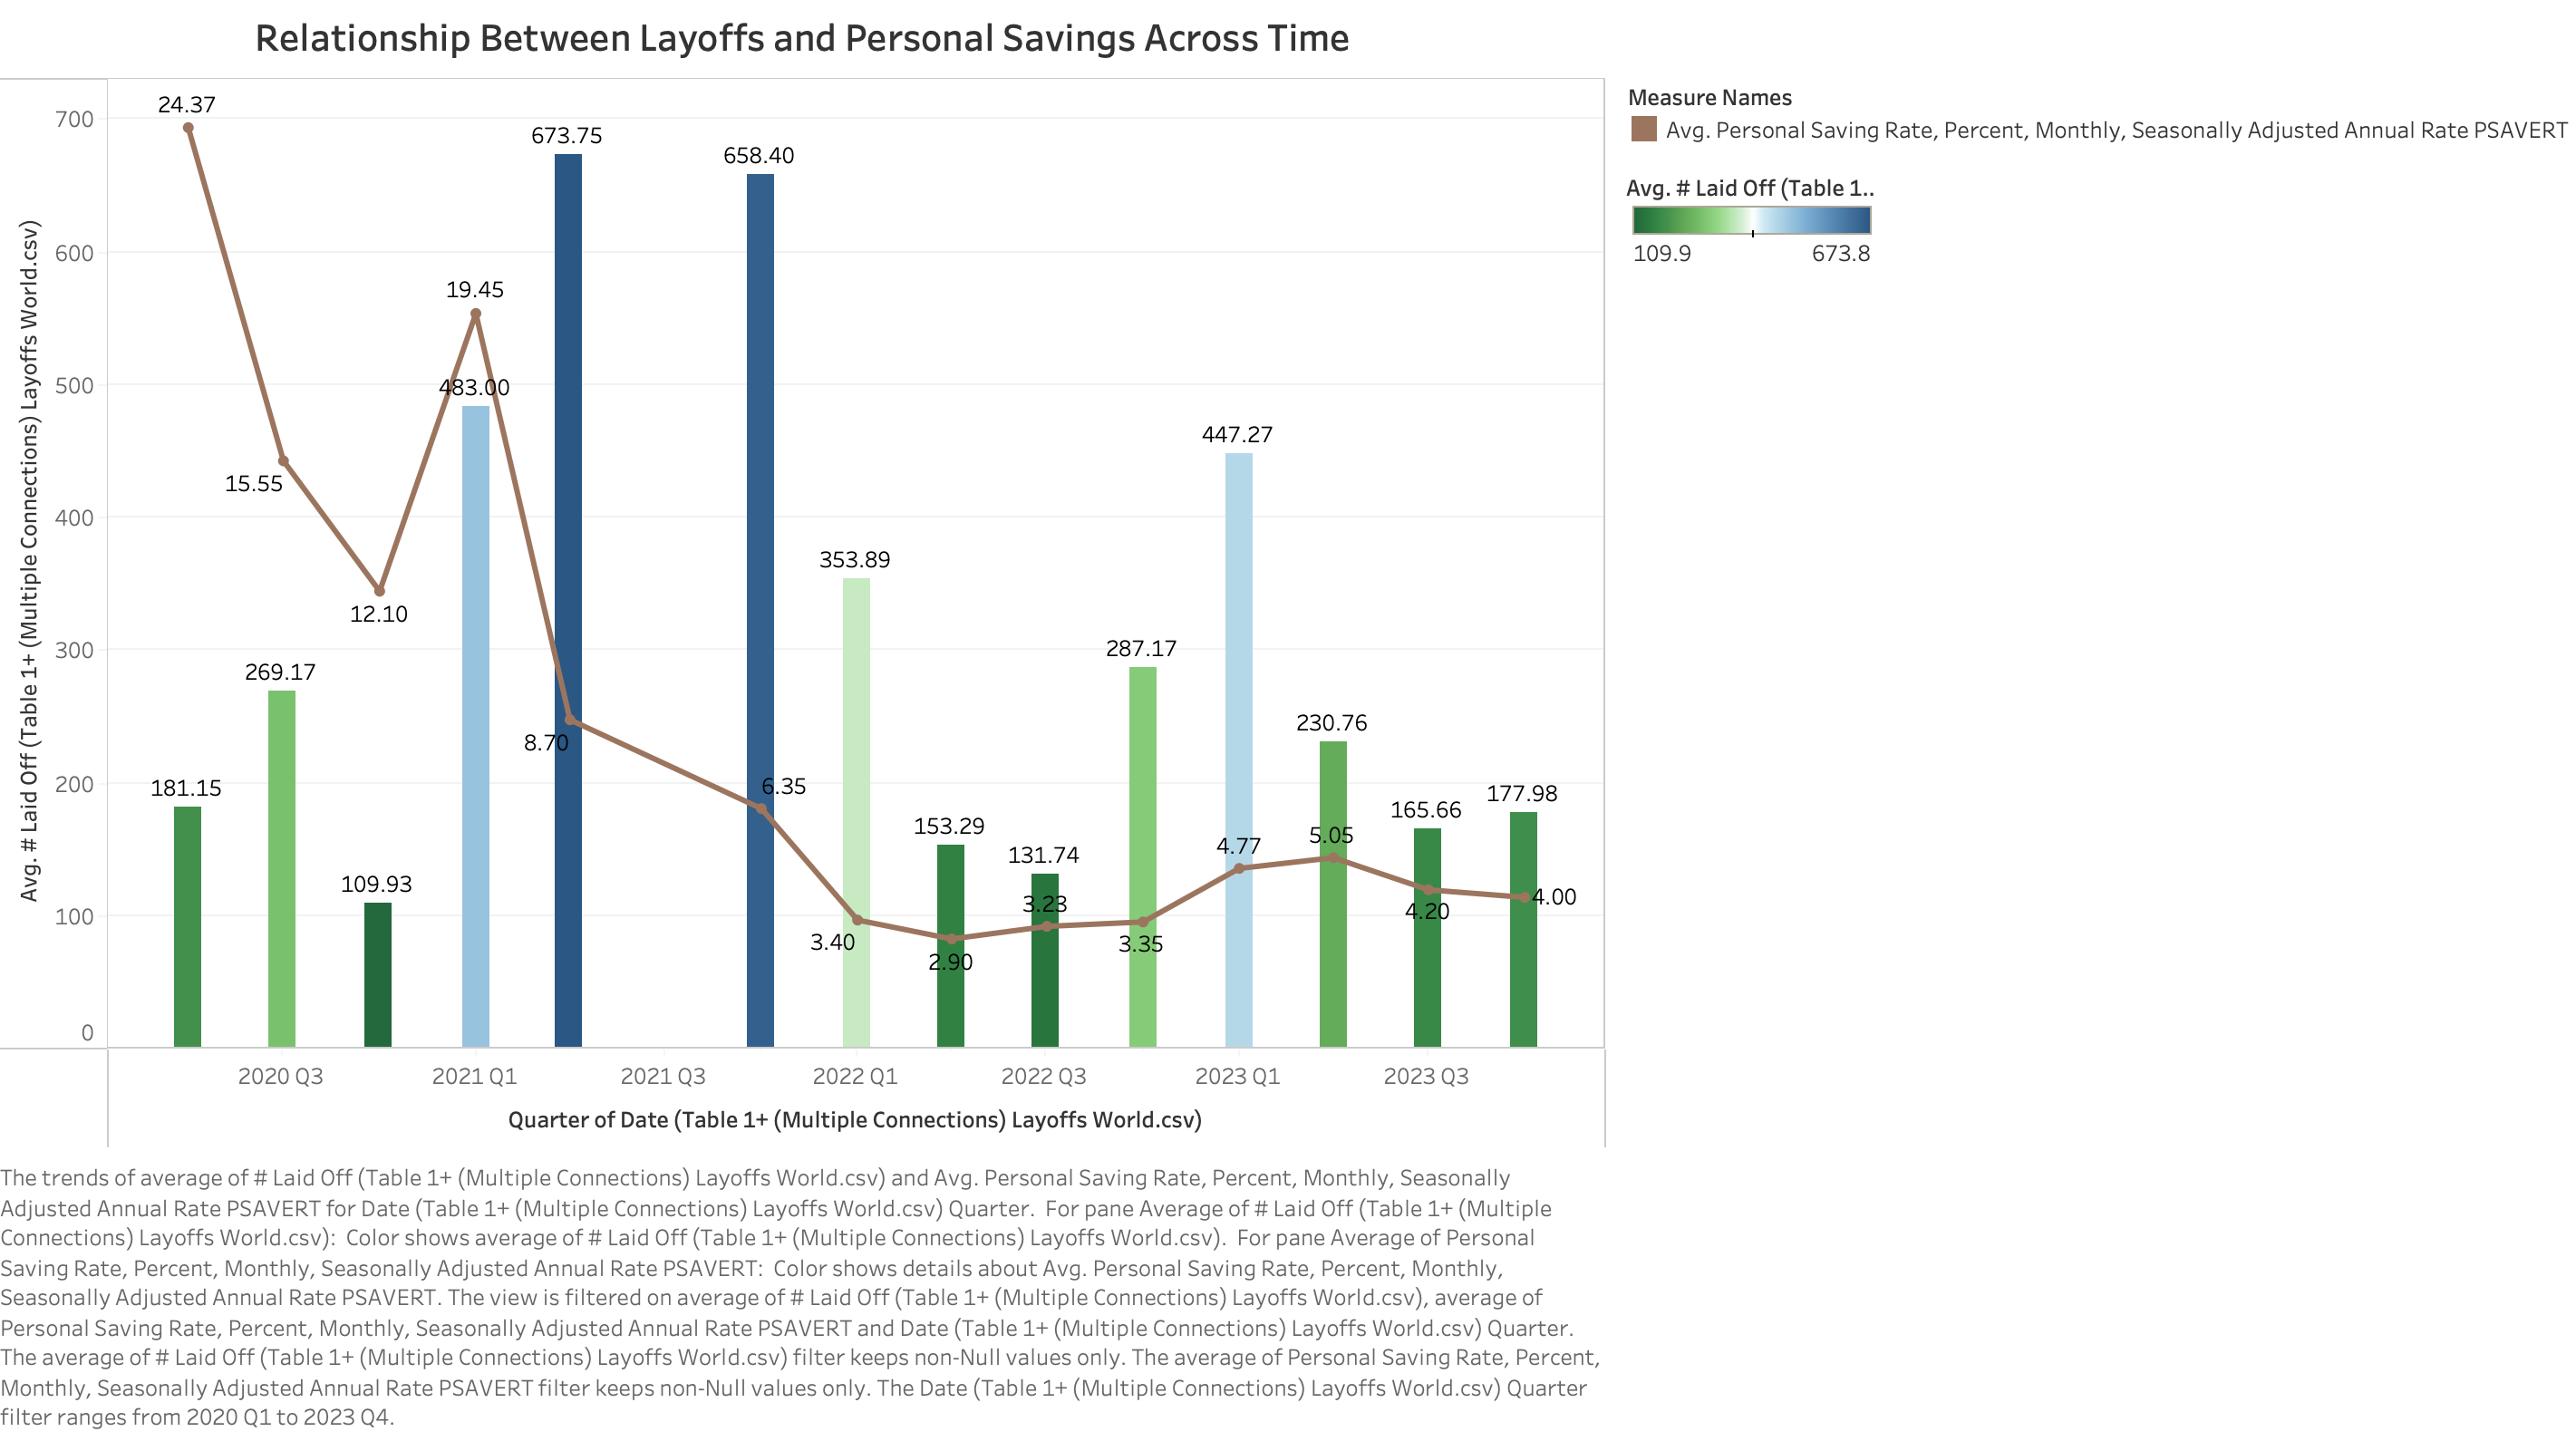 Relationship Between Layoffs and Personal Savings Across Time
Avg. # Laid Off (Table 1+ (Multiple Connections) Layoffs World.csv)
700
600
500
400
300
200
100
0
24.37
15.55
12.10
19.45
8.70
6.35
3.40
2.90
3.23
3.35
4.77
5.05
4.20
4.00
181.15
269.17
109.93
483.00
673.75
658.40
353.89
153.29
131.74
287.17
447.27
230.76
165.66
177.98
2020 Q3
2021 Q1
2021 Q3
2022 Q1
2022 Q3
2023 Q1
2023 Q3
Quarter of Date (Table 1+ (Multiple Connections) Layoffs World.csv)
Measure Names
Avg. Personal Saving Rate, Percent, Monthly, Seasonally Adjusted Annual Rate PSAVERT
Avg. # Laid Off (Table 1..
109.9
673.8
The trends of average of # Laid Off (Table 1+ (Multiple Connections) Layoffs World.csv) and Avg. Personal Saving Rate, Percent, Monthly, Seasonally
Adjusted Annual Rate PSAVERT for Date (Table 1+ (Multiple Connections) Layoffs World.csv) Quarter.  For pane Average of # Laid Off (Table 1+ (Multiple
Connections) Layoffs World.csv):  Color shows average of # Laid Off (Table 1+ (Multiple Connections) Layoffs World.csv).  For pane Average of Personal
Saving Rate, Percent, Monthly, Seasonally Adjusted Annual Rate PSAVERT:  Color shows details about Avg. Personal Saving Rate, Percent, Monthly,
Seasonally Adjusted Annual Rate PSAVERT. The view is filtered on average of # Laid Off (Table 1+ (Multiple Connections) Layoffs World.csv), average of
Personal Saving Rate, Percent, Monthly, Seasonally Adjusted Annual Rate PSAVERT and Date (Table 1+ (Multiple Connections) Layoffs World.csv) Quarter.
The average of # Laid Off (Table 1+ (Multiple Connections) Layoffs World.csv) filter keeps non-Null values only. The average of Personal Saving Rate, Percent,
Monthly, Seasonally Adjusted Annual Rate PSAVERT filter keeps non-Null values only. The Date (Table 1+ (Multiple Connections) Layoffs World.csv) Quarter
filter ranges from 2020 Q1 to 2023 Q4.